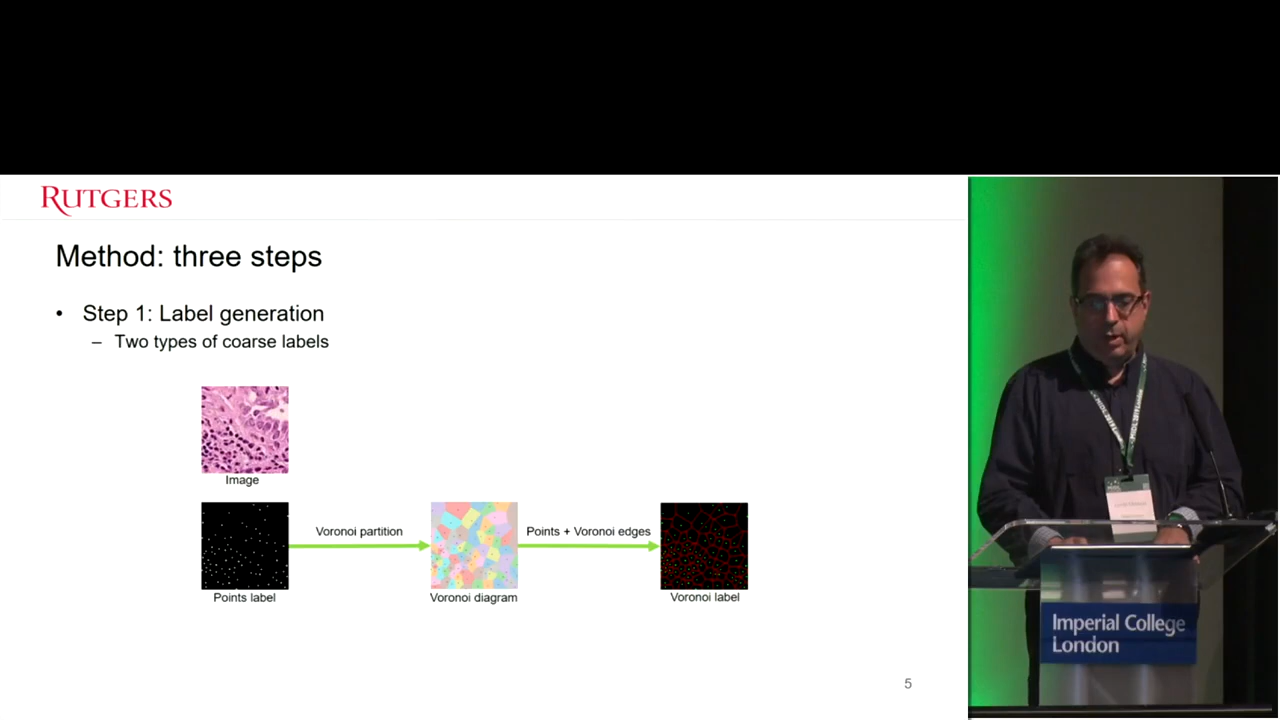 RUTGERS
Method: three steps
• Step 1: Label generation
– Two types of coarse labels
Image
Voronoi partition
Points + Voronoi edges
Points label
Voronoi diagram
Voronoi label
5
Imperial College
London